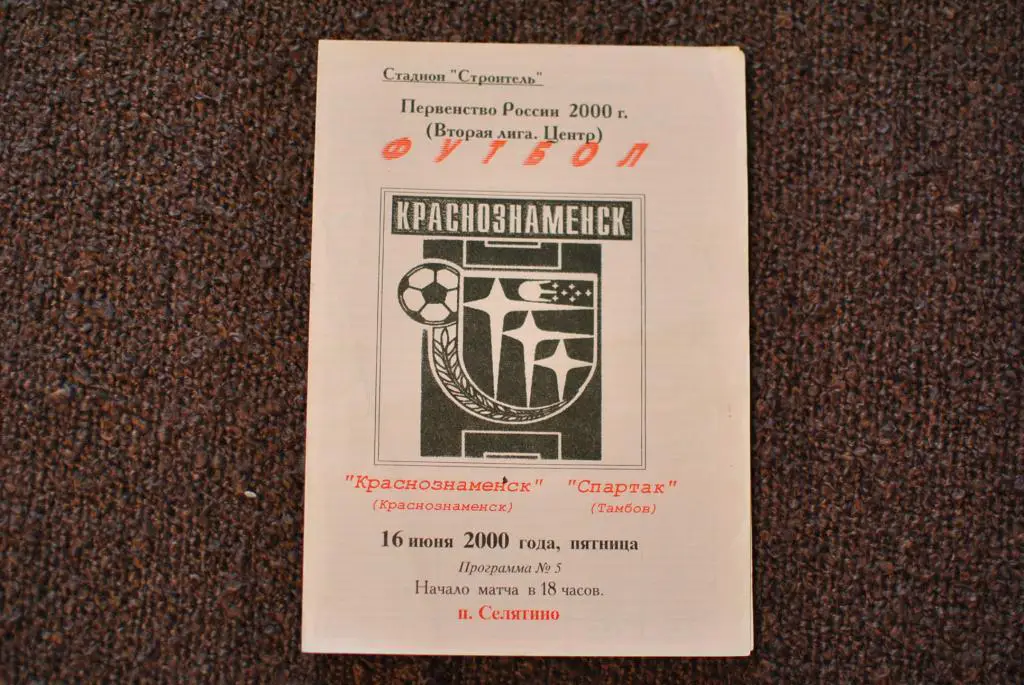 Стадион "Строитель"
Первенство России 2000 г.
(Вторая лига. Центр)
ФУТБОЛ
КРАСНОЗНАМЕНСК
"Краснознаменск" "Спартак"
(Краснознаменск) (Тамбов)
16 июня 2000 года, пятница
Программа № 5
Начало матча в 18 часов.
п. Селятино